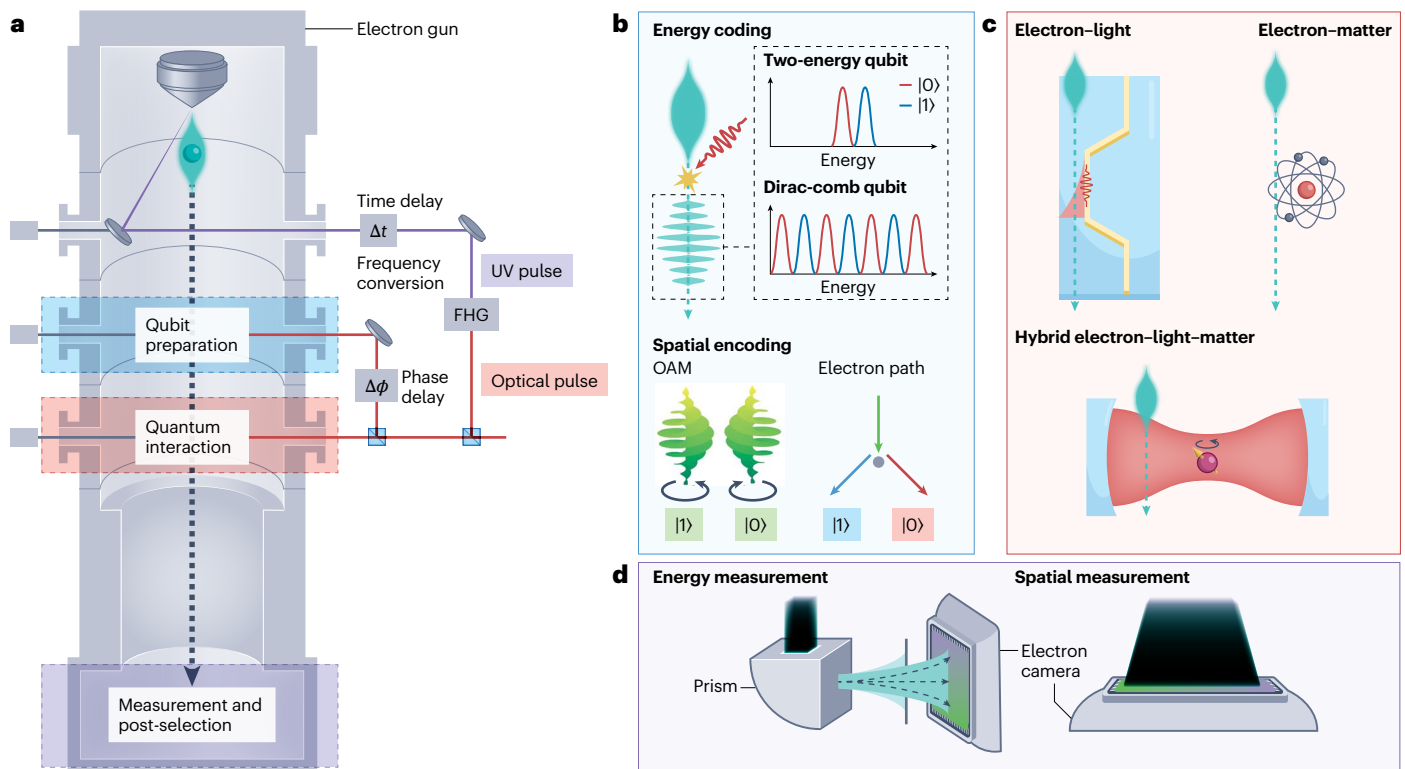 a
Electron gun
Time delay
Δt
Frequency
conversion
UV pulse
FHG
Qubit
preparation
Δϕ
Phase
delay
Optical pulse
Quantum
interaction
Measurement and
post-selection
b
Energy coding
Two-energy qubit
|0⟩
|1⟩
Energy
Dirac-comb qubit
Energy
Spatial encoding
OAM
Electron path
|1⟩
|0⟩
|1⟩
|0⟩
c
Electron–light
Electron–matter
Hybrid electron–light–matter
d
Energy measurement
Spatial measurement
Prism
Electron
camera